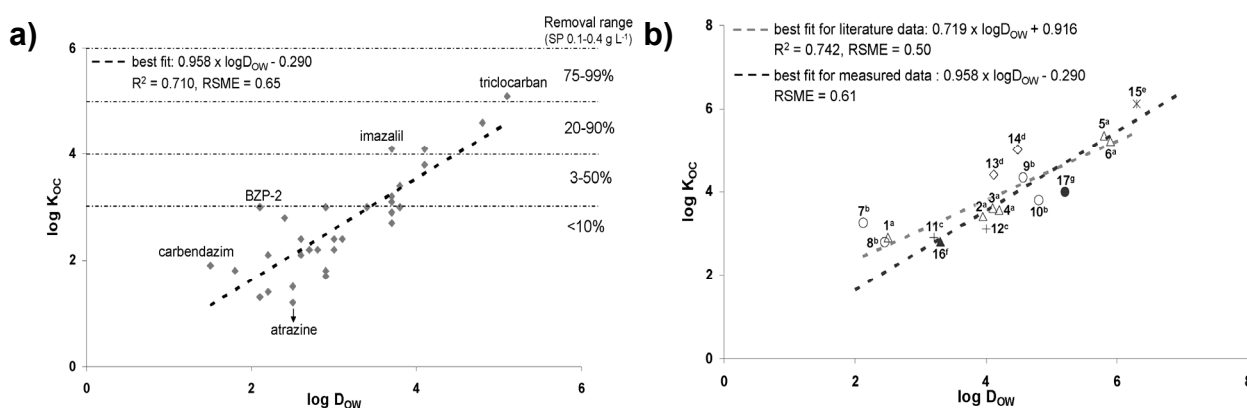 a)
Removal range
(SP 0.1-0.4 g L-1)
best fit: 0.958 x logDOW - 0.290
R2 = 0.710, RSME = 0.65
75-99%
triclocarban
20-90%
imazalil
3-50%
BZP-2
<10%
carbendazim
atrazine
log KOC
6
4
2
0
0 2 4 6
log DOW
b)
best fit for literature data: 0.719 x logDOW + 0.916
R2 = 0.742, RSME = 0.50
best fit for measured data : 0.958 x logDOW - 0.290
RSME = 0.61
15e
5a
6a
14d
13d
9b
17g
10b
7b
3a
2a
4a
1a
11c
12c
8b
16f
log KOC
8
6
4
2
0
0 2 4 6 8
log DOW